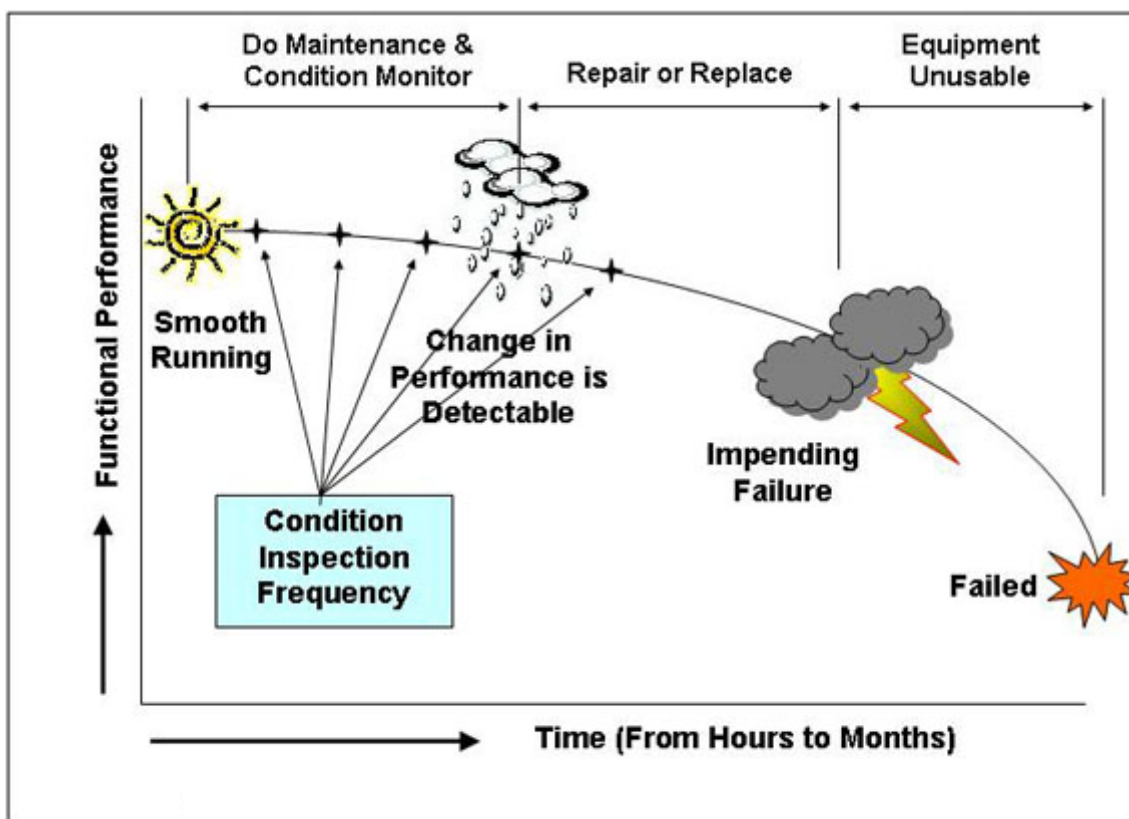 Do Maintenance &
Condition Monitor
Repair or Replace
Equipment
Unusable
Functional Performance
Smooth
Running
Change in
Performance is
Detectable
Impending
Failure
Condition
Inspection
Frequency
Failed
Time (From Hours to Months)